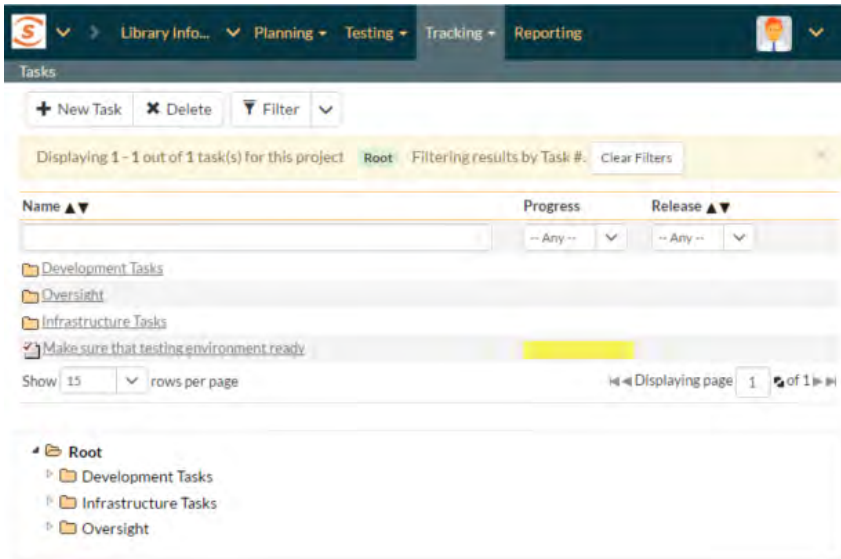 S Library Info... Planning Testing Tracking Reporting
Tasks
New Task Delete Filter
Displaying 1 - 1 out of 1 task(s) for this project Root Filtering results by Task #. Clear Filters
Name Progress Release
-- Any -- -- Any --
Development Tasks
Oversight
Infrastructure Tasks
Make sure that testing environment ready
Show 15 rows per page Displaying page 1 of 1
Root
Development Tasks
Infrastructure Tasks
Oversight